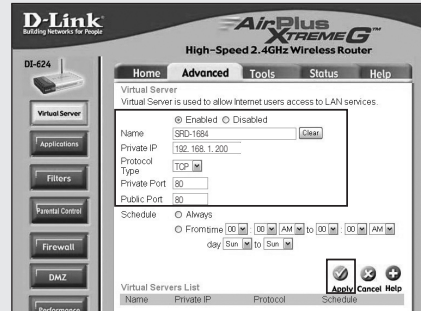 D-Link
Building Networks for People
AirPlus
XTREME G™
High-Speed 2.4GHz Wireless Router
DI-624
Home Advanced Tools Status Help
Virtual Server
Applications
Filters
Parental Control
Firewall
DMZ
Performance
Virtual Server
Virtual Server is used to allow Internet users access to LAN services.
Enabled Disabled
Name SRD-1684 Clear
Private IP 192.168.1.200
Protocol Type TCP
Private Port 80
Public Port 80
Schedule Always
From time 00 : 00 AM to 00 : 00 AM
day Sun to Sun
Apply Cancel Help
Virtual Servers List
Name Private IP Protocol Schedule